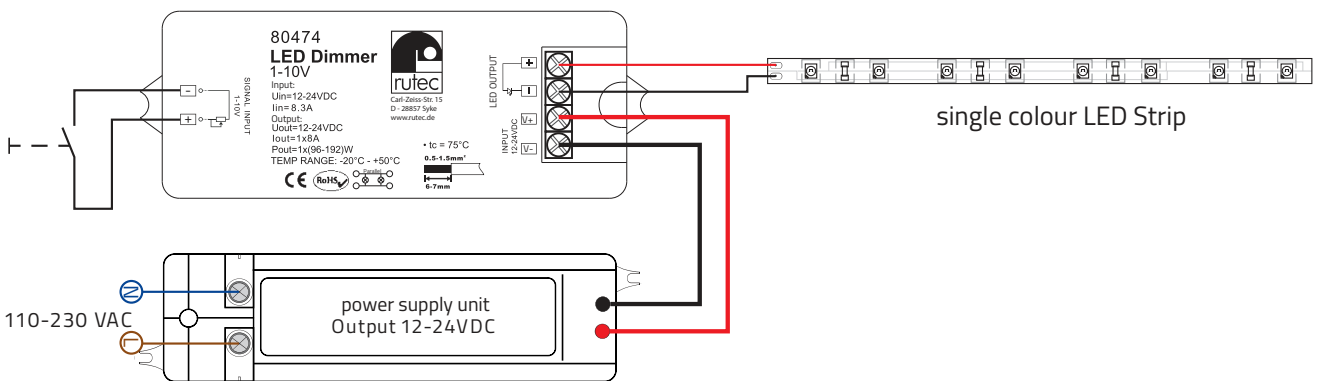 80474
LED Dimmer
1-10V
Input:
Uin=12-24VDC
Iin= 8.3A
Output:
Uout=12-24VDC
Iout=1x8A
Pout=1x(96-192)W
TEMP RANGE: -20°C - +50°C
CE RoHS
Parallel
rutec
Carl-Zeiss-Str. 15
D - 28857 Syke
www.rutec.de
• tc = 75°C
0.5-1.5mm²
6-7mm
-
+
SIGNAL INPUT
1-10V
LED OUTPUT
+
-
INPUT
12-24VDC
V+
V-
single colour LED Strip
110-230 VAC
N
L
power supply unit
Output 12-24VDC